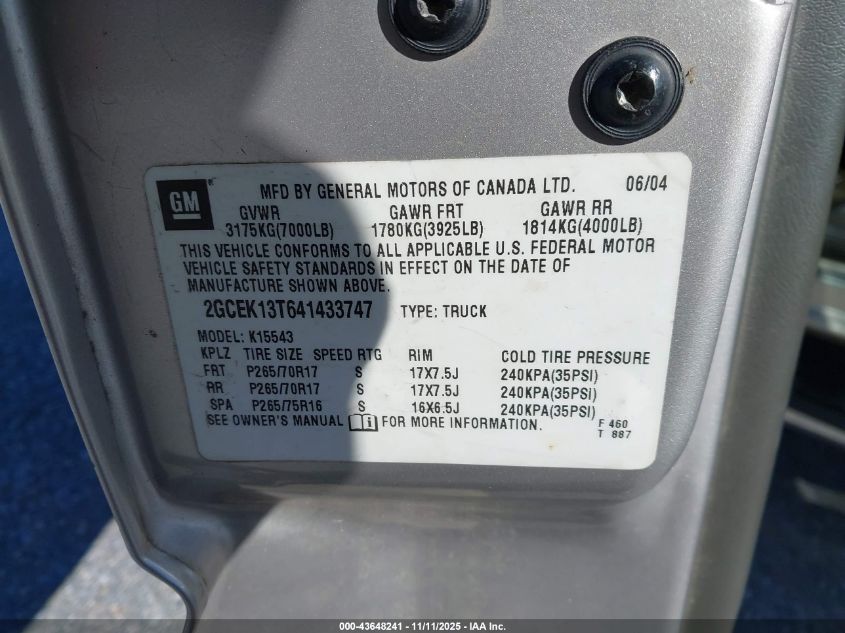 GM
MFD BY GENERAL MOTORS OF CANADA LTD. 06/04
GVWR GAWR FRT GAWR RR
3175KG(7000LB) 1780KG(3925LB) 1814KG(4000LB)
THIS VEHICLE CONFORMS TO ALL APPLICABLE U.S. FEDERAL MOTOR
VEHICLE SAFETY STANDARDS IN EFFECT ON THE DATE OF
MANUFACTURE SHOWN ABOVE.
2GCEK13T641433747 TYPE: TRUCK
MODEL: K15543
KPLZ TIRE SIZE SPEED RTG RIM COLD TIRE PRESSURE
FRT P265/70R17 S 17X7.5J 240KPA(35PSI)
RR P265/70R17 S 17X7.5J 240KPA(35PSI)
SPA P265/75R16 S 16X6.5J 240KPA(35PSI)
SEE OWNER'S MANUAL i FOR MORE INFORMATION. F 460
T 887
000-43648241 - 11/11/2025 - IAA Inc.